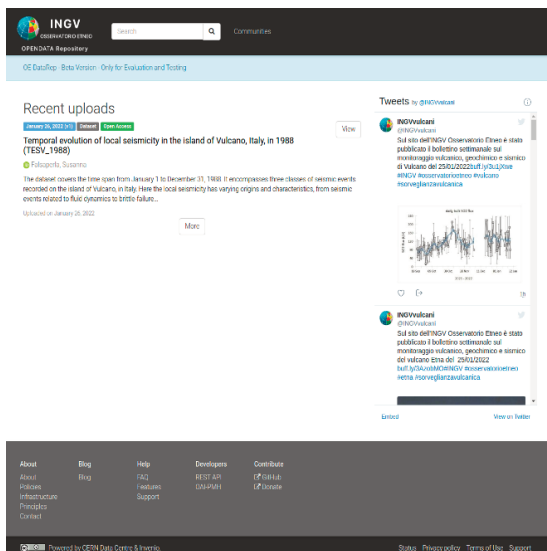 INGV
OSSERVATORIO ETNEO
OPENDATA Repository
Search
Communities
OE DataRep - Beta Version - Only for Evaluation and Testing
Recent uploads
January 26, 2022 (v1) Dataset Open Access
View
Temporal evolution of local seismicity in the island of Vulcano, Italy, in 1988
(TESV_1988)
Falsaperla, Susanna
The dataset covers the time span from January 1 to December 31, 1988. It encompasses three classes of seismic events
recorded on the island of Vulcano, in Italy. Here the local seismicity has varying origins and characteristics, from seismic
events related to fluid dynamics to brittle failure...
Uploaded on January 26, 2022
More
Tweets by @INGVvulcani
INGVvulcani
@INGVvulcani
Sul sito dell'INGV Osservatorio Etneo è stato
pubblicato il bollettino settimanale sul
monitoraggio vulcanico, geochimico e sismico
di Vulcano del 25/01/2022
#INGV #osservatorioetneo #vulcano
#sorveglianzavulcanica
INGVvulcani
@INGVvulcani
Sul sito dell'INGV Osservatorio Etneo è stato
pubblicato il bollettino settimanale sul
monitoraggio vulcanico, geochimico e sismico
del vulcano Etna del 25/01/2022
buff.ly/3AzobMO #INGV #osservatorioetneo
#etna #sorveglianzavulcanica
Embed
View on Twitter
About
About
Policies
Infrastructure
Principles
Contact
Blog
Blog
Help
FAQ
Features
Support
Developers
REST API
OAI-PMH
Contribute
GitHub
Donate
Powered by CERN Data Centre & Invenio
Status Privacy policy Terms of Use Support